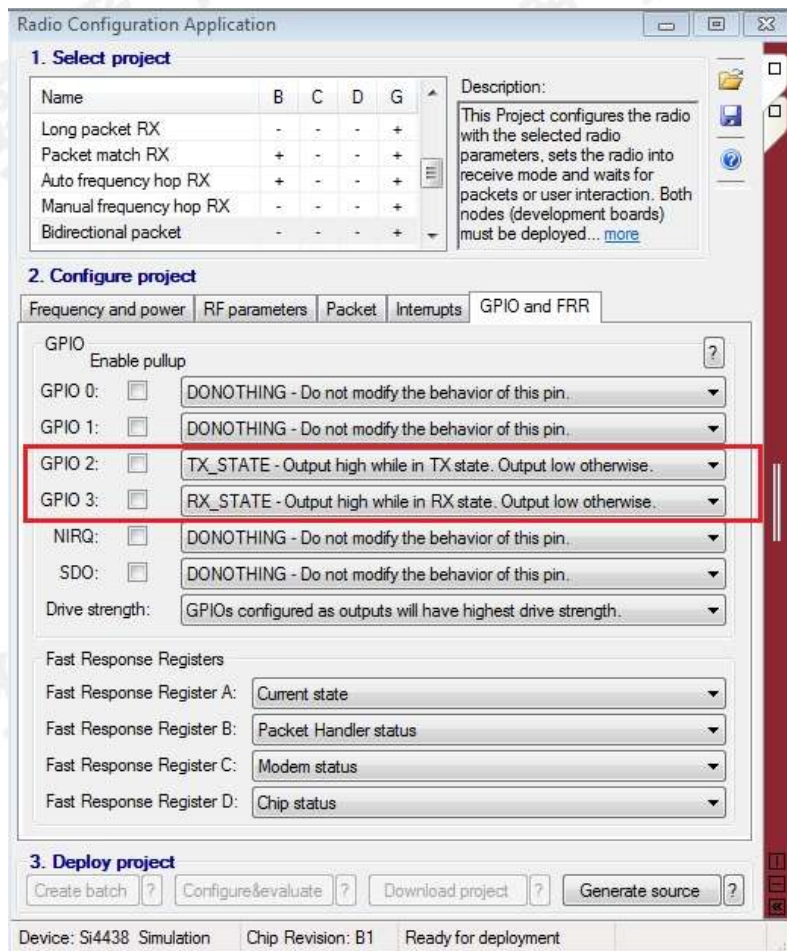 Radio Configuration Application
1. Select project
Name B C D G
Long packet RX - - - +
Packet match RX + - - +
Auto frequency hop RX + - - +
Manual frequency hop RX - - - +
Bidirectional packet - - - +
Description:
This Project configures the radio
with the selected radio
parameters, sets the radio into
receive mode and waits for
packets or user interaction. Both
nodes (development boards)
must be deployed... more
2. Configure project
Frequency and power RF parameters Packet Interrupts GPIO and FRR
GPIO
Enable pullup ?
GPIO 0: DONOTHING - Do not modify the behavior of this pin.
GPIO 1: DONOTHING - Do not modify the behavior of this pin.
GPIO 2: TX_STATE - Output high while in TX state. Output low otherwise.
GPIO 3: RX_STATE - Output high while in RX state. Output low otherwise.
NIRQ: DONOTHING - Do not modify the behavior of this pin.
SDO: DONOTHING - Do not modify the behavior of this pin.
Drive strength: GPIOs configured as outputs will have highest drive strength.
Fast Response Registers
Fast Response Register A: Current state
Fast Response Register B: Packet Handler status
Fast Response Register C: Modem status
Fast Response Register D: Chip status
3. Deploy project
Create batch ? Configure&evaluate ? Download project ? Generate source ?
Device: Si4438 Simulation Chip Revision: B1 Ready for deployment